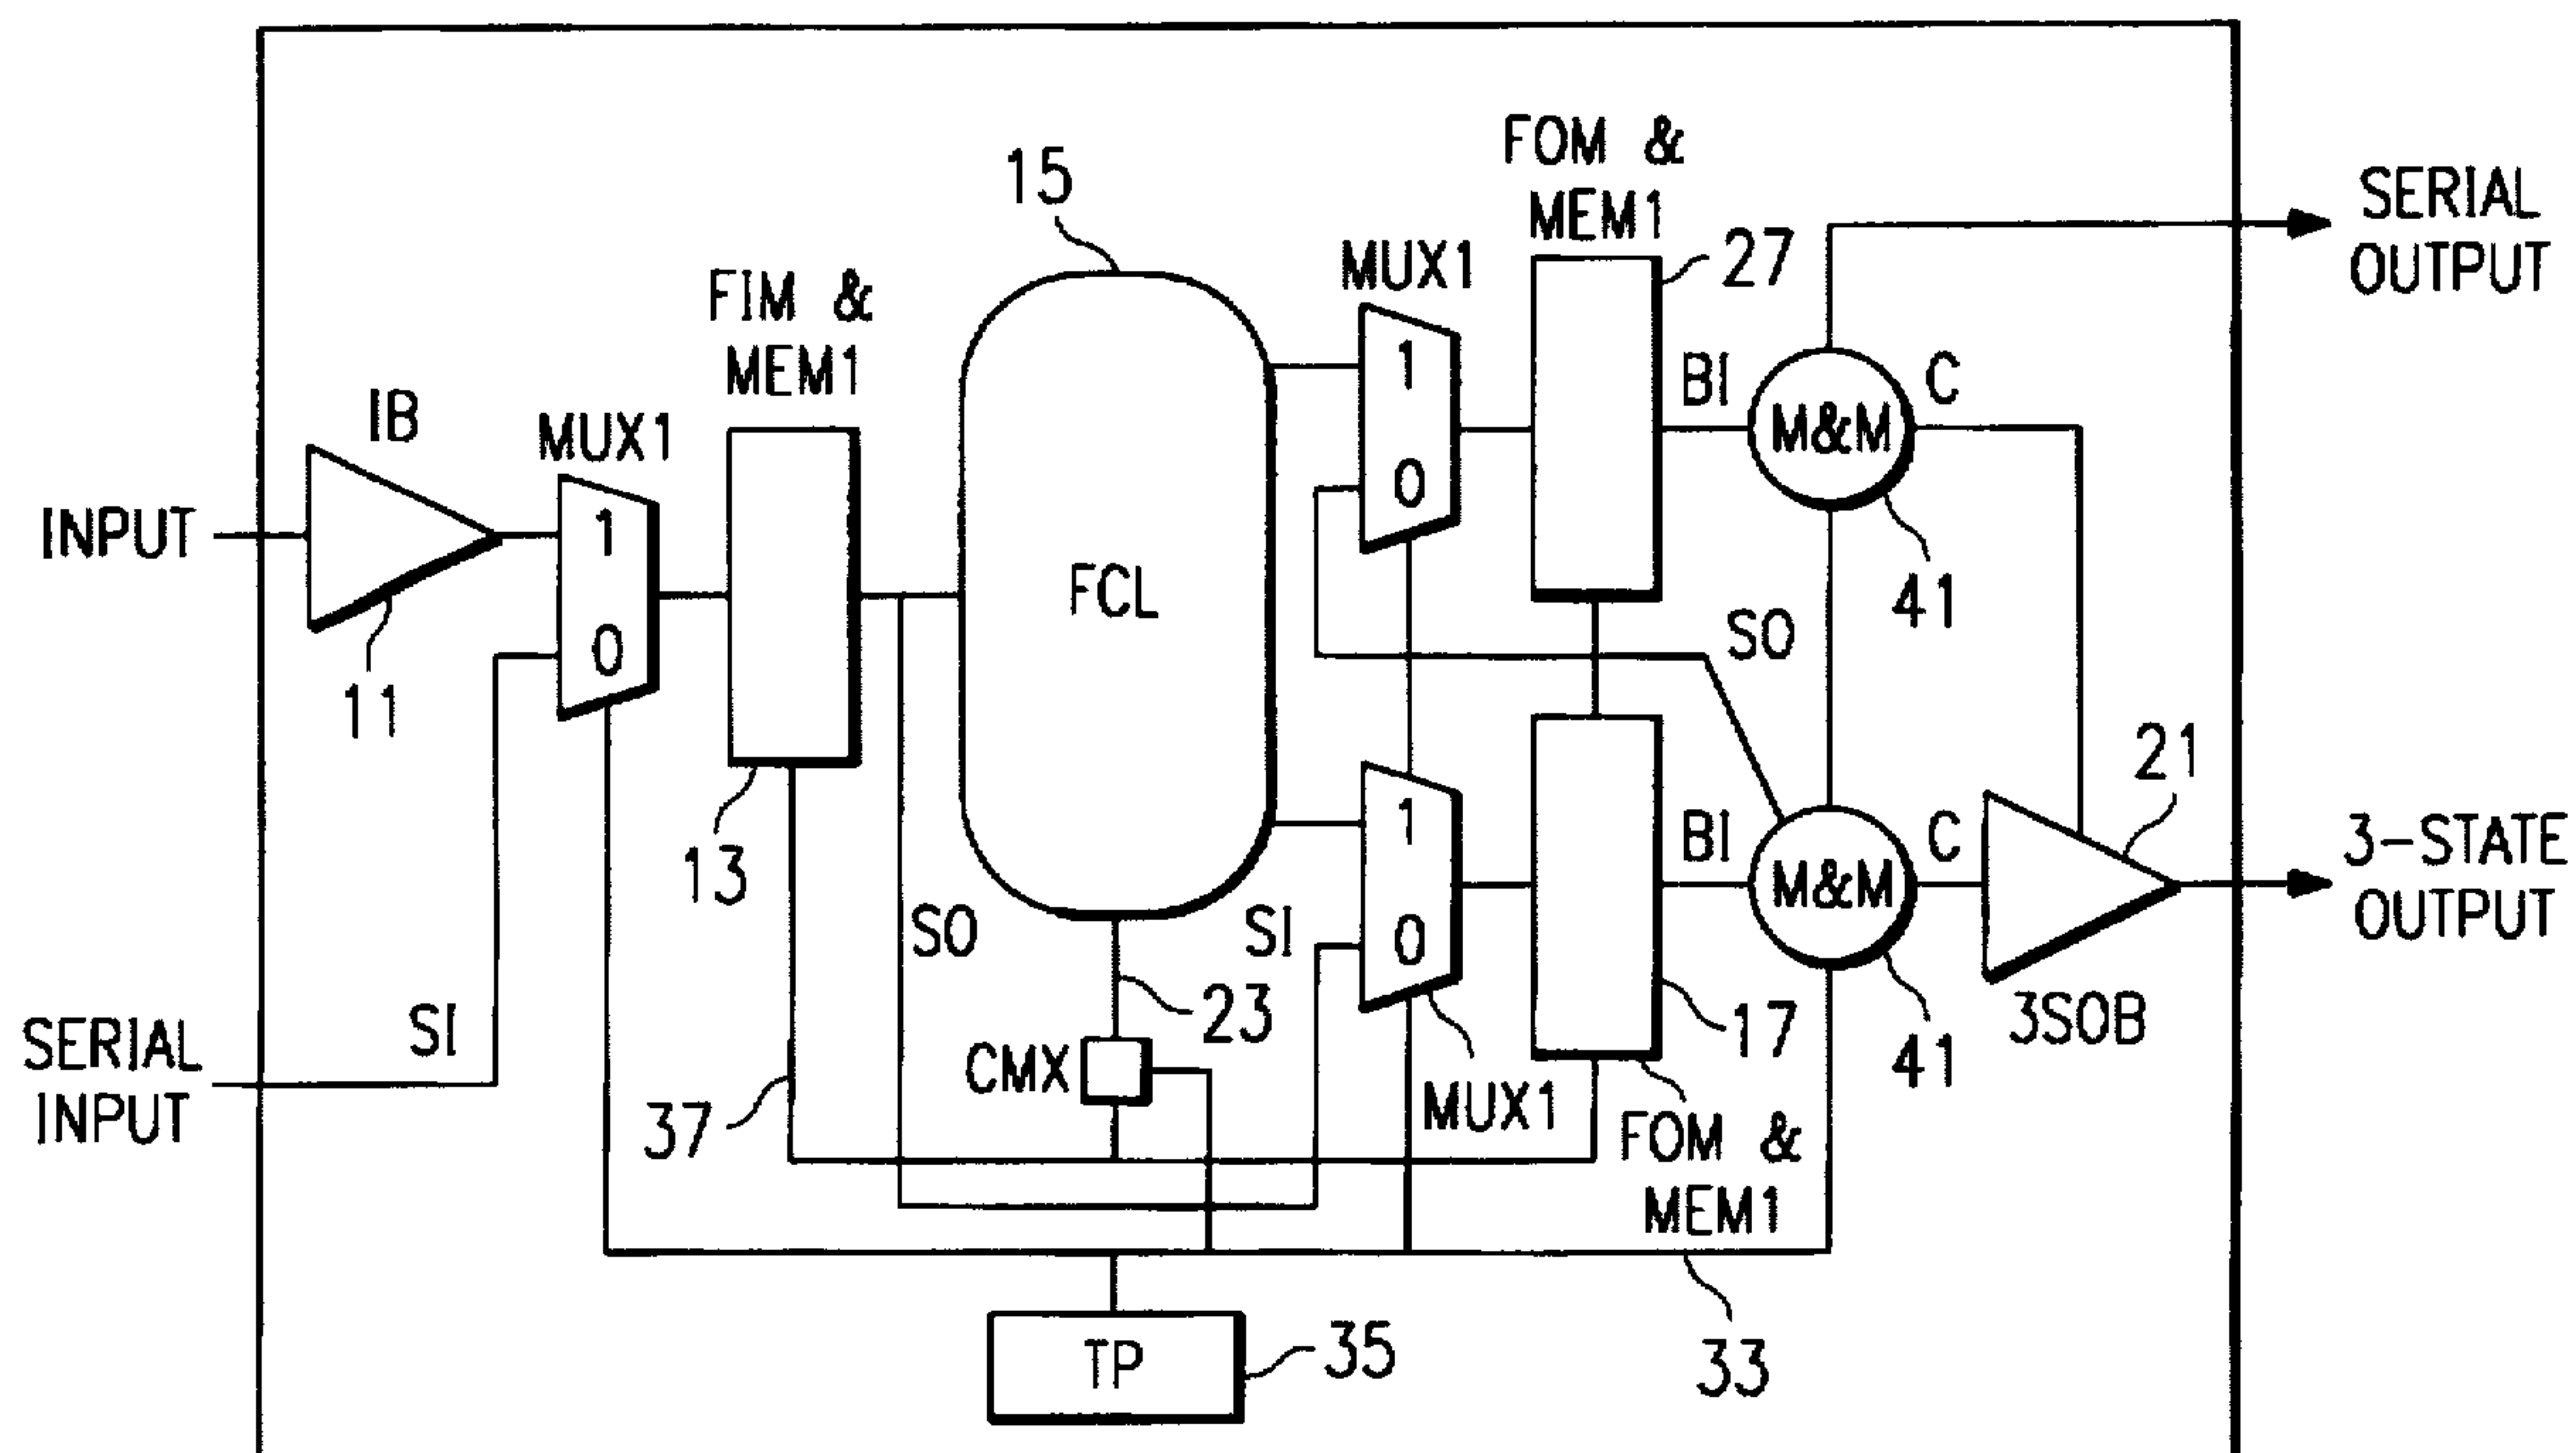 15
FOM &
MEM1
27
SERIAL
OUTPUT
MUX1
FIM &
MEM1
IB
MUX1
1
0
BI
M&M
C
41
INPUT
1
0
11
FCL
SO
13
SO
SI
1
0
BI
M&M
C
21
3-STATE
OUTPUT
SERIAL
INPUT
SI
37
23
CMX
MUX1
17
FOM &
MEM1
41
3SOB
33
TP
35